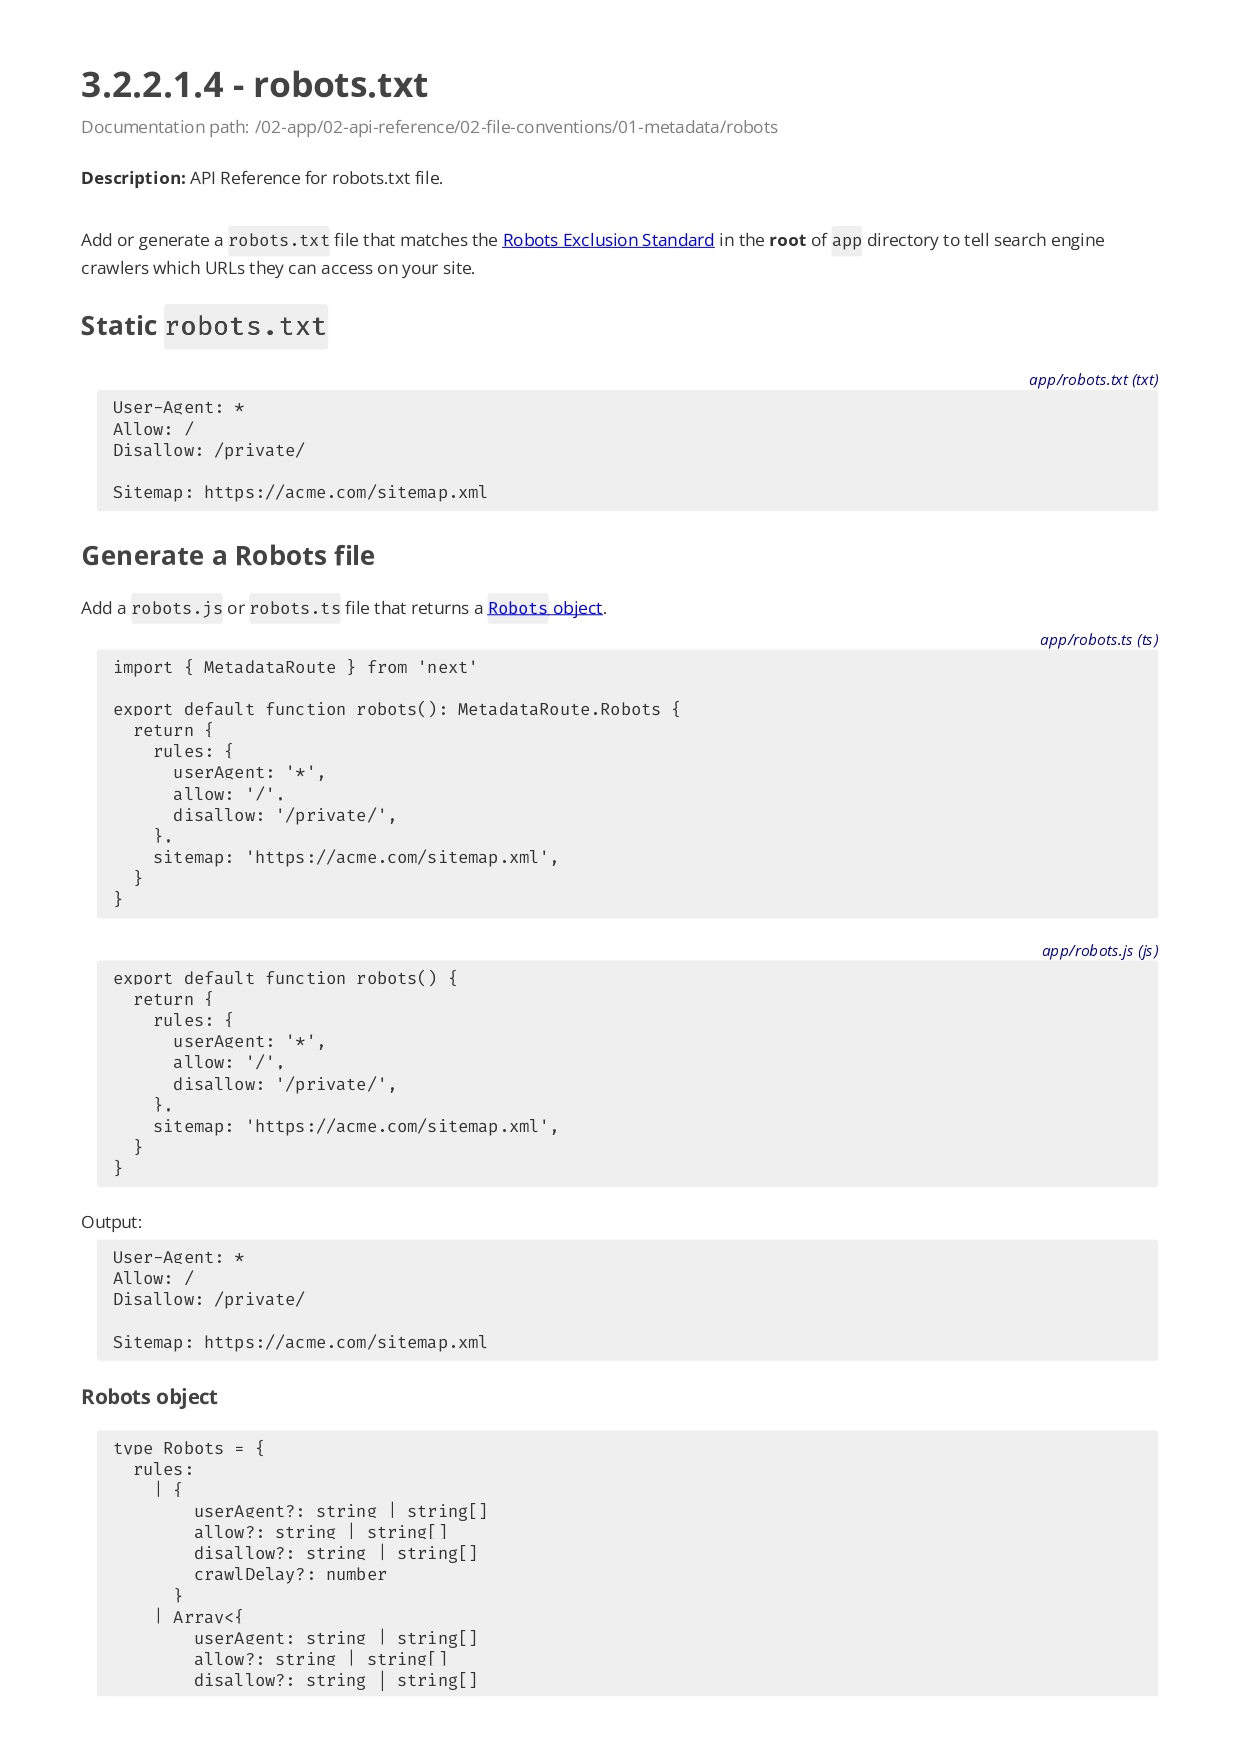 3.2.2.1.4 - robots.txt
Documentation path: /02-app/02-api-reference/02-file-conventions/01-metadata/robots
Description: API Reference for robots.txt file.
Add or generate a robots.txt file that matches the Robots Exclusion Standard in the root of app directory to tell search engine
crawlers which URLs they can access on your site.
Static robots.txt
app/robots.txt (txt)
User-Agent: *
Allow: /
Disallow: /private/

Sitemap: https://acme.com/sitemap.xml
Generate a Robots file
Add a robots.js or robots.ts file that returns a Robots object.
app/robots.ts (ts)
import { MetadataRoute } from 'next'

export default function robots(): MetadataRoute.Robots {
  return {
    rules: {
      userAgent: '*',
      allow: '/',
      disallow: '/private/',
    },
    sitemap: 'https://acme.com/sitemap.xml',
  }
}
app/robots.js (js)
export default function robots() {
  return {
    rules: {
      userAgent: '*',
      allow: '/',
      disallow: '/private/',
    },
    sitemap: 'https://acme.com/sitemap.xml',
  }
}
Output:
User-Agent: *
Allow: /
Disallow: /private/

Sitemap: https://acme.com/sitemap.xml
Robots object
type Robots = {
  rules:
    | {
        userAgent?: string | string[]
        allow?: string | string[]
        disallow?: string | string[]
        crawlDelay?: number
      }
    | Array<{
        userAgent: string | string[]
        allow?: string | string[]
        disallow?: string | string[]